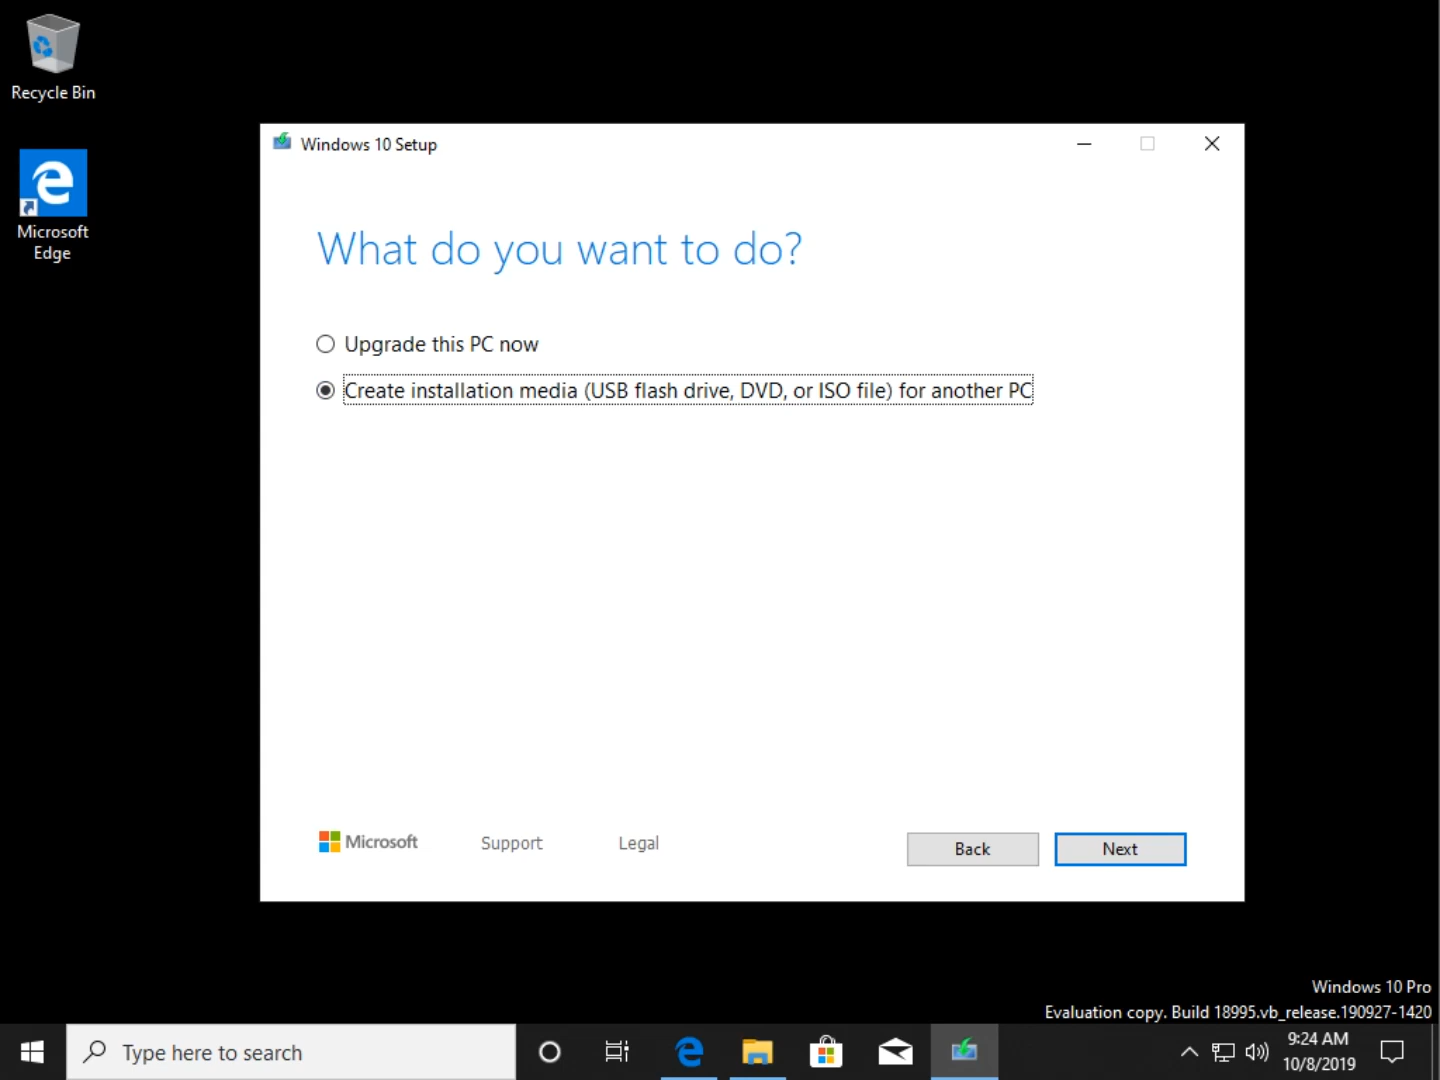 Recycle Bin
Microsoft
Edge
Windows 10 Setup
What do you want to do?
Upgrade this PC now
Create installation media (USB flash drive, DVD, or ISO file) for another PC
Microsoft
Support
Legal
Back
Next
Windows 10 Pro
Evaluation copy. Build 18995.vb_release.190927-1420
Type here to search
9:24 AM
10/8/2019